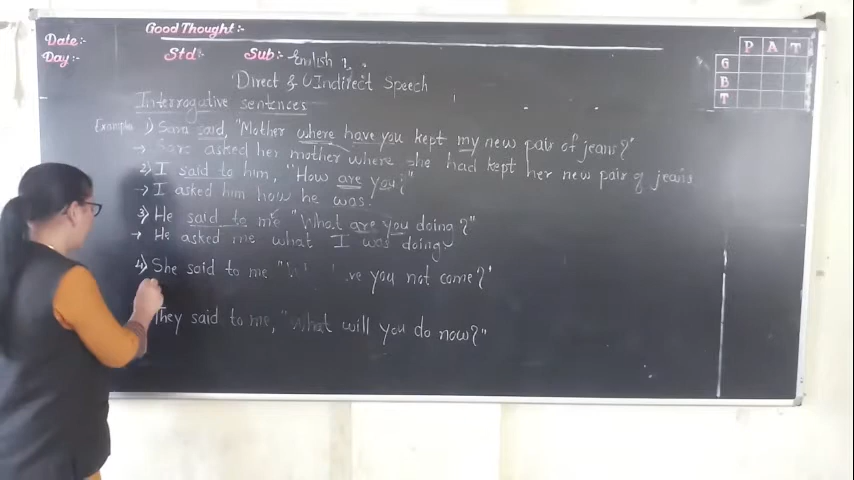 Good Thought:-
Date:-
Day:-
Std:-
Sub:- English
P A T
G
B
T
Direct & Indirect Speech
Interrogative sentences
Example 1) Sara said, "Mother where have you kept my new pair of jeans?"
→ Sara asked her mother where she had kept her new pair of jeans
2) I said to him, "How are you?"
→ I asked him how he was.
3) He said to me "What are you doing?"
→ He asked me what I was doing
4) She said to me " you not come?"
They said to me, "What will you do now?"